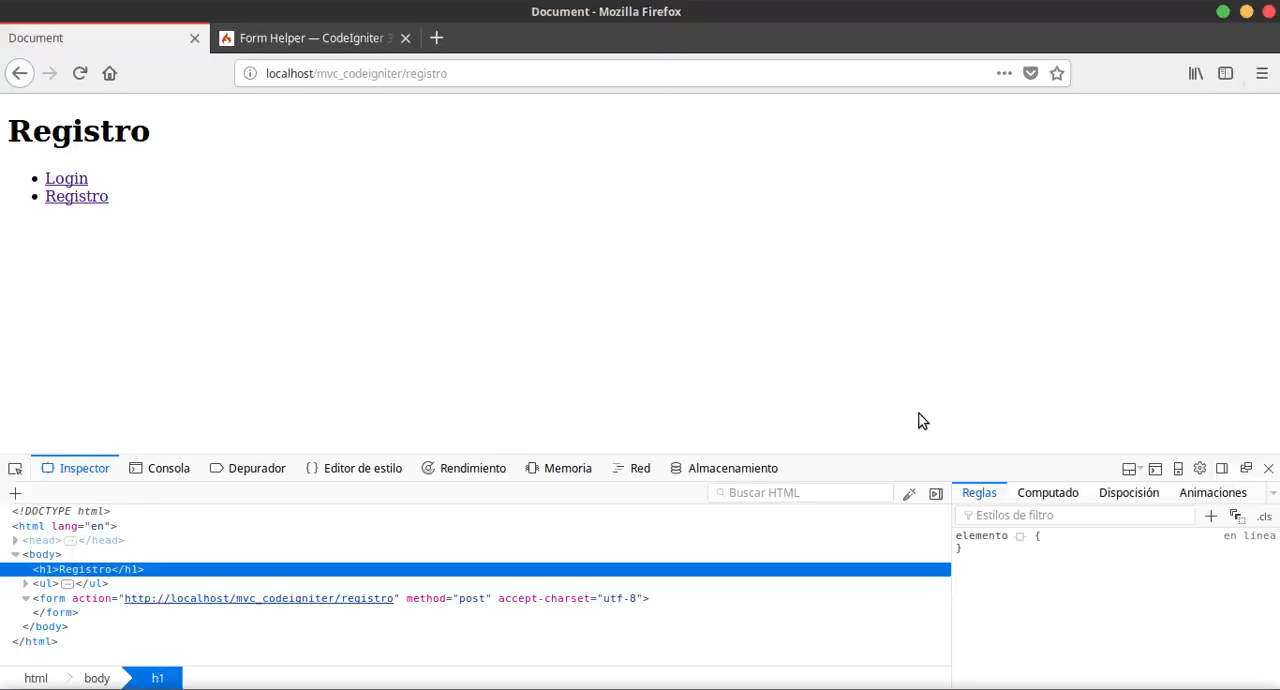 Document - Mozilla Firefox
Document
Form Helper — CodeIgniter 3
localhost/mvc_codeigniter/registro
Registro
Login
Registro
Inspector
Consola
Depurador
{ } Editor de estilo
Rendimiento
Memoria
Red
Almacenamiento
Buscar HTML
Reglas
Computado
Disposición
Animaciones
Estilos de filtro
.cls
<!DOCTYPE html>
<html lang="en">
<head></head>
<body>
<h1>Registro</h1>
<ul></ul>
<form action="http://localhost/mvc_codeigniter/registro" method="post" accept-charset="utf-8">
</form>
</body>
</html>
elemento {
en línea
}
html
body
h1